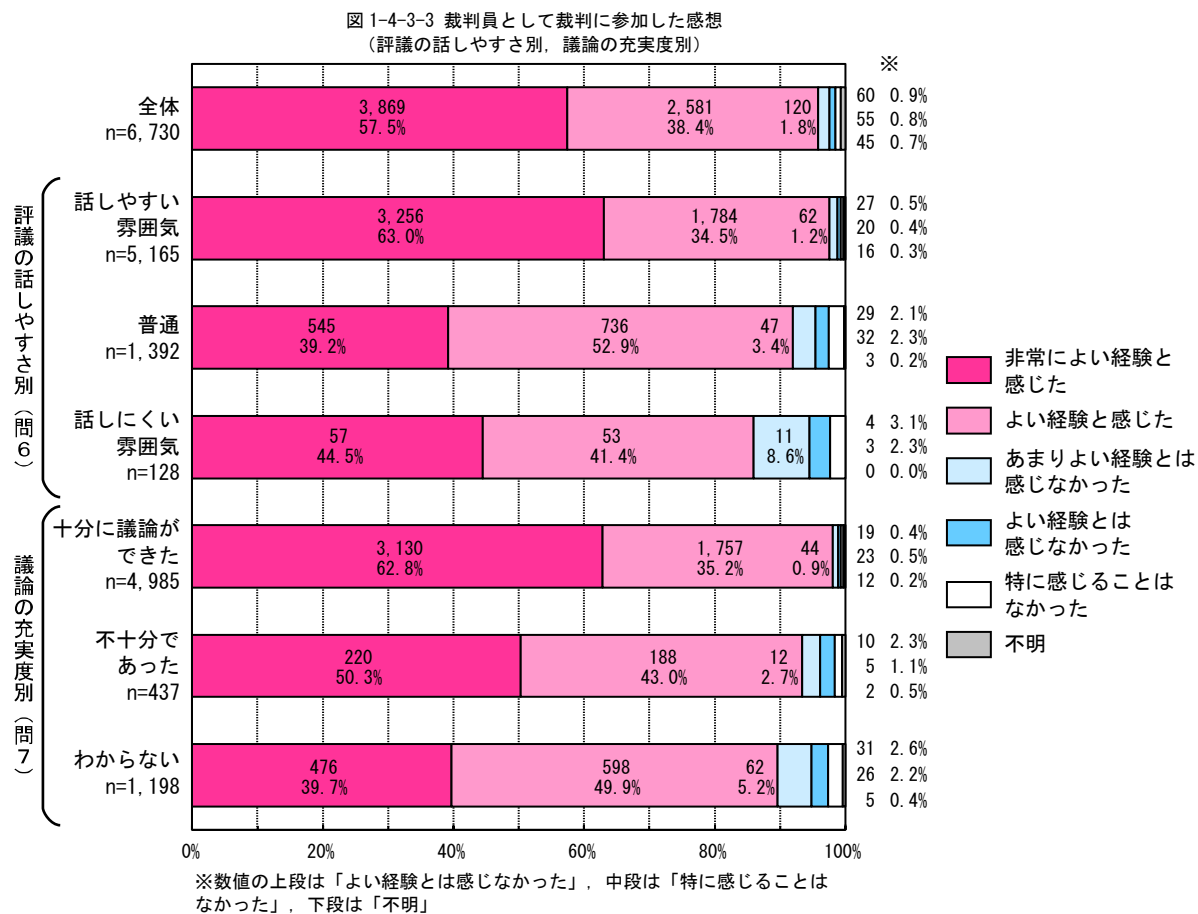 図 1-4-3-3 裁判員として裁判に参加した感想
（評議の話しやすさ別, 議論の充実度別）
※
全体
n=6,730
3,869
57.5%
2,581
38.4%
120
1.8%
60 0.9%
55 0.8%
45 0.7%
評議の話しやすさ別（問６）
話しやすい
雰囲気
n=5,165
3,256
63.0%
1,784
34.5%
62
1.2%
27 0.5%
20 0.4%
16 0.3%
普通
n=1,392
545
39.2%
736
52.9%
47
3.4%
29 2.1%
32 2.3%
3 0.2%
話しにくい
雰囲気
n=128
57
44.5%
53
41.4%
11
8.6%
4 3.1%
3 2.3%
0 0.0%
議論の充実度別（問７）
十分に議論が
できた
n=4,985
3,130
62.8%
1,757
35.2%
44
0.9%
19 0.4%
23 0.5%
12 0.2%
不十分で
あった
n=437
220
50.3%
188
43.0%
12
2.7%
10 2.3%
5 1.1%
2 0.5%
わからない
n=1,198
476
39.7%
598
49.9%
62
5.2%
31 2.6%
26 2.2%
5 0.4%
0% 20% 40% 60% 80% 100%
非常によい経験と
感じた
よい経験と感じた
あまりよい経験とは
感じなかった
よい経験とは
感じなかった
特に感じることは
なかった
不明
※数値の上段は「よい経験とは感じなかった」, 中段は「特に感じることは
なかった」, 下段は「不明」